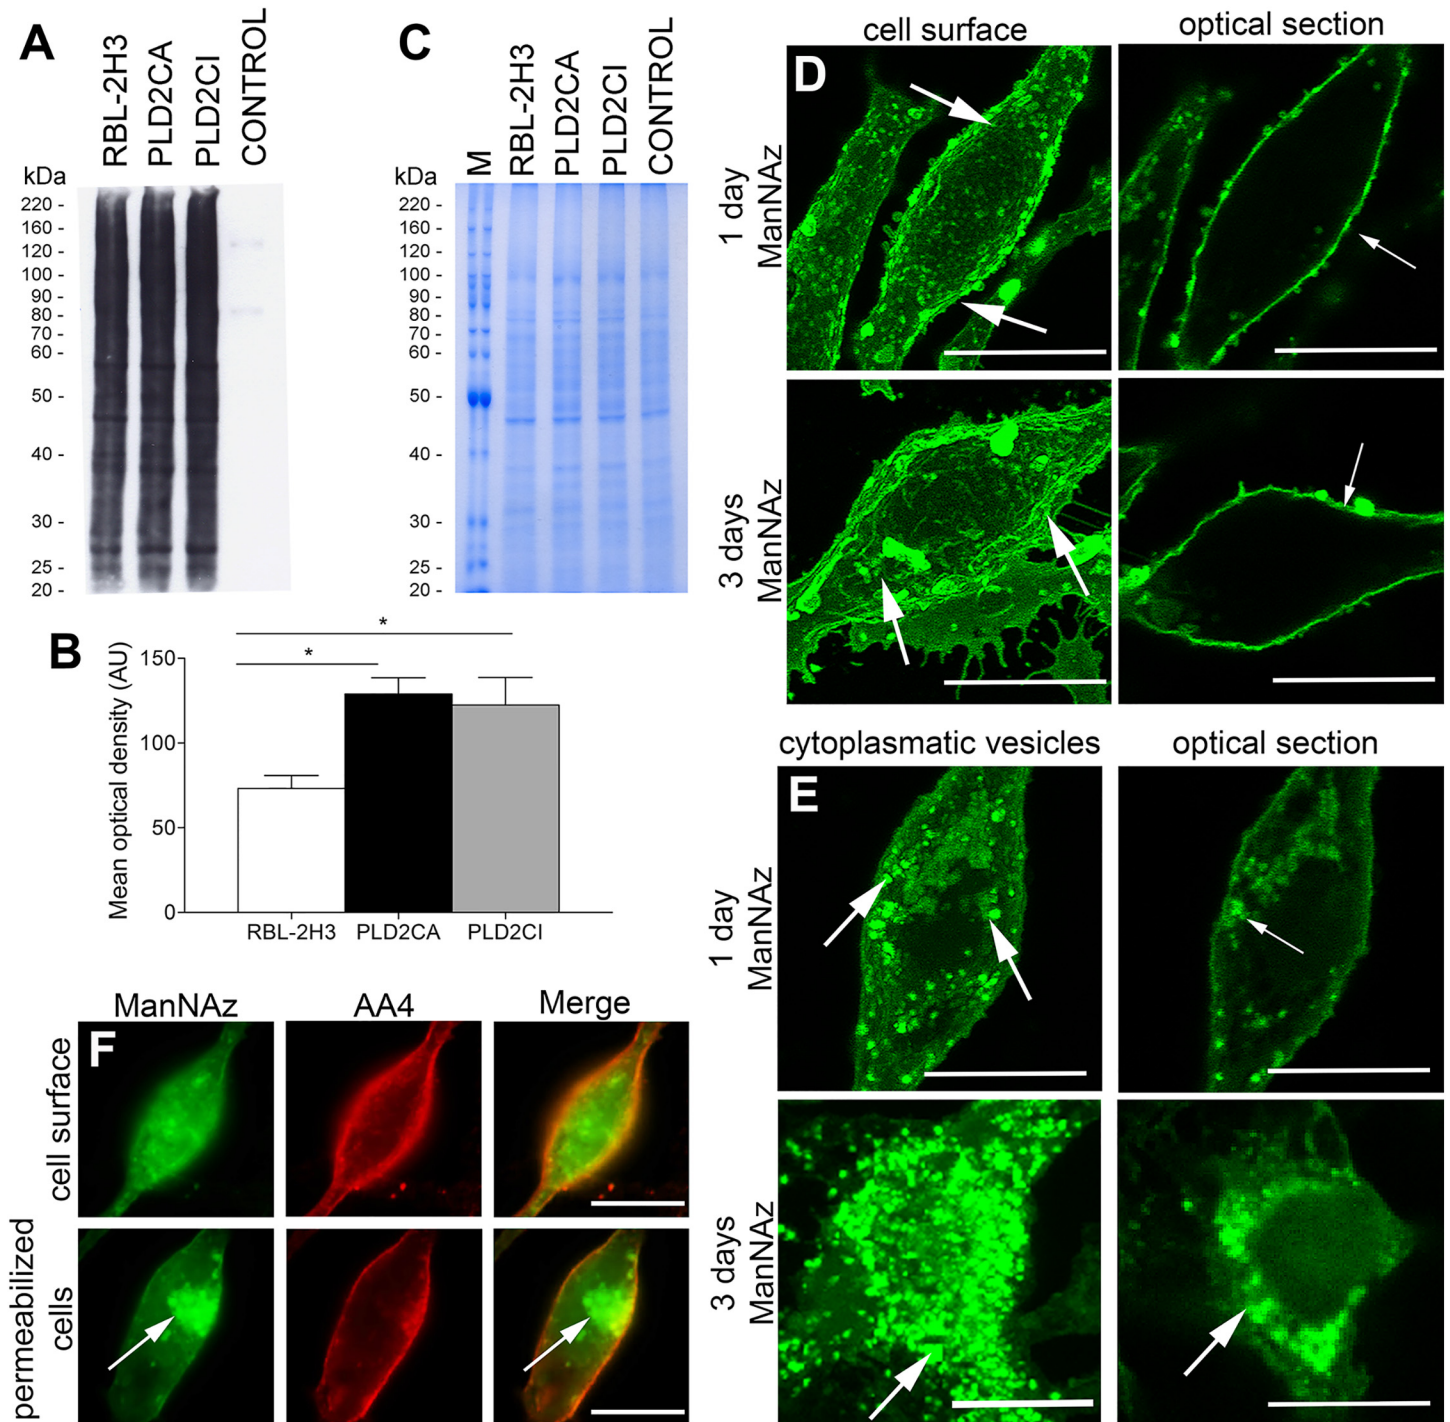 A
RBL-2H3
PLD2CA
PLD2CI
CONTROL
kDa
220 -
160 -
120 -
100 -
90 -
80 -
70 -
60 -
50 -
40 -
30 -
25 -
20 -
C
M
RBL-2H3
PLD2CA
PLD2CI
CONTROL
kDa
220 -
160 -
120 -
100 -
90 -
80 -
70 -
60 -
50 -
40 -
30 -
25 -
20 -
B
Mean optical density (AU)
150
100
50
0
*
*
RBL-2H3
PLD2CA
PLD2CI
cell surface
optical section
D
1 day
ManNAz
3 days
ManNAz
cytoplasmatic vesicles
optical section
E
1 day
ManNAz
3 days
ManNAz
ManNAz
AA4
Merge
F
cell surface
permeabilized
cells